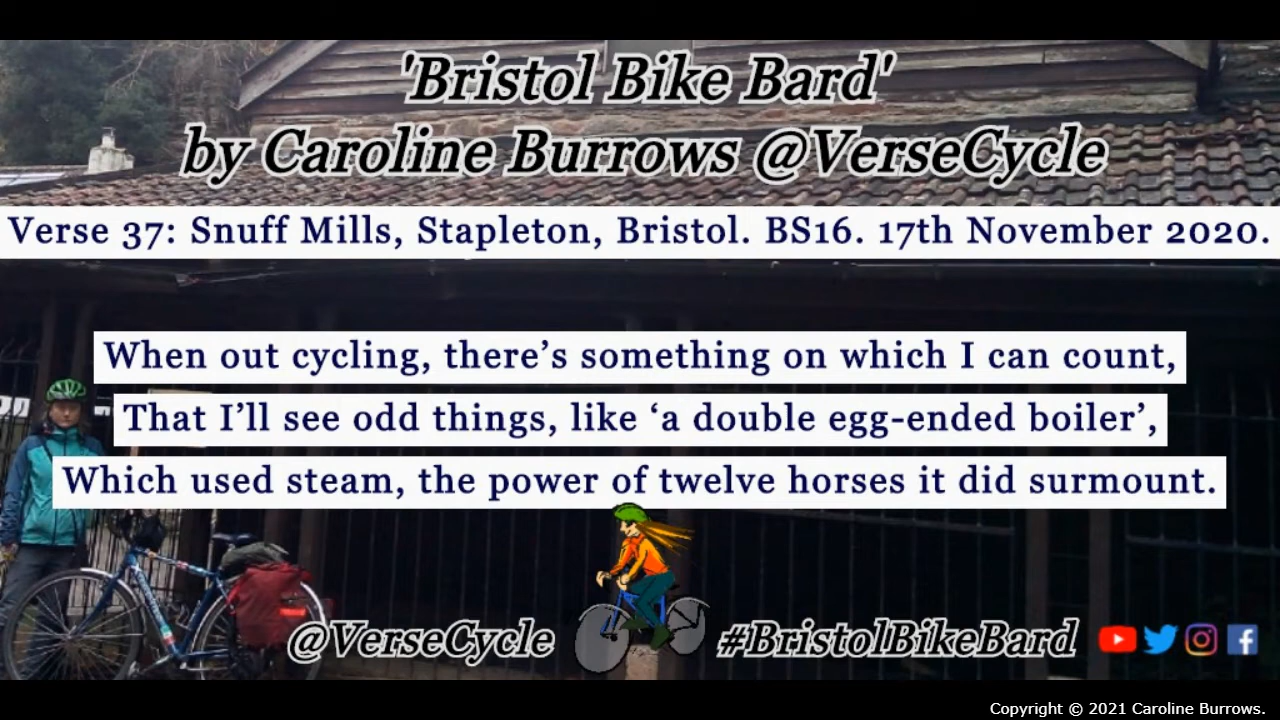 'Bristol Bike Bard'
by Caroline Burrows @VerseCycle
Verse 37: Snuff Mills, Stapleton, Bristol. BS16. 17th November 2020.
When out cycling, there’s something on which I can count,
That I’ll see odd things, like ‘a double egg-ended boiler’,
Which used steam, the power of twelve horses it did surmount.
@VerseCycle #BristolBikeBard
Copyright © 2021 Caroline Burrows.